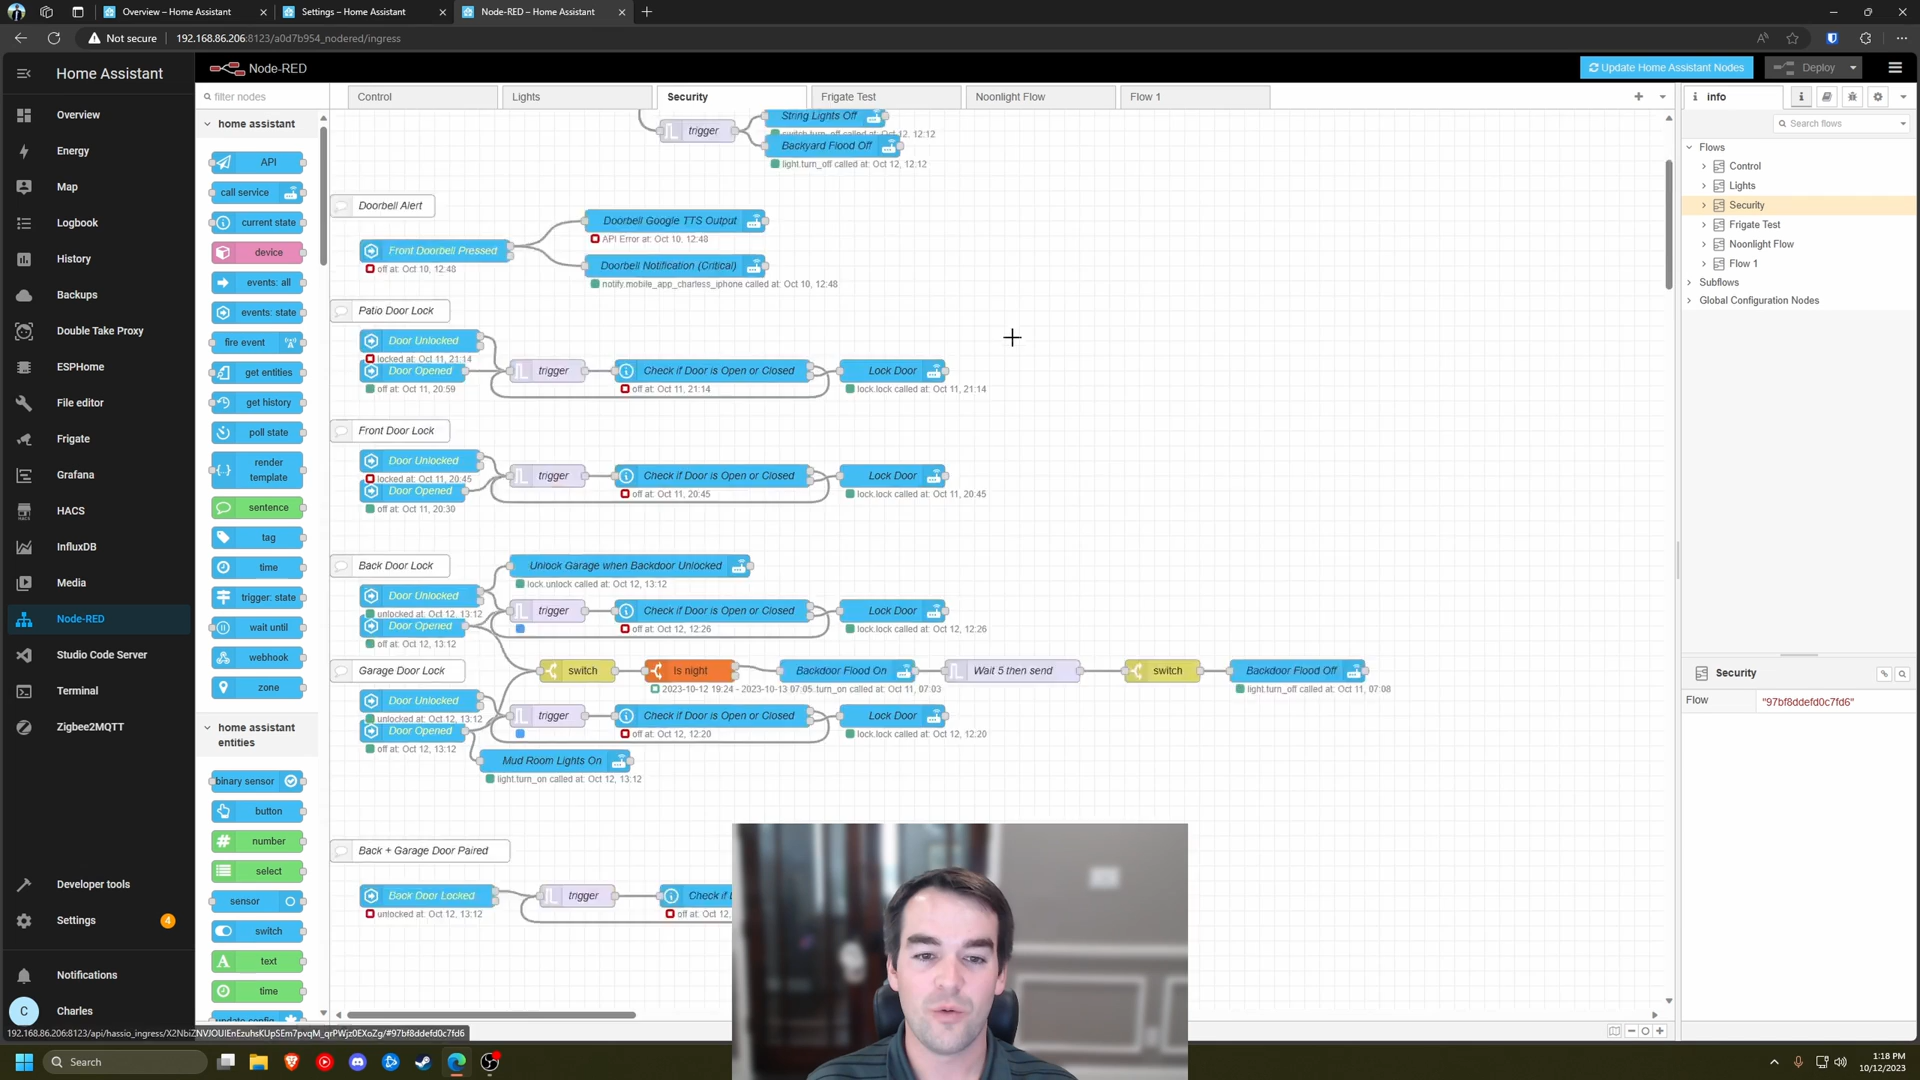 Overview – Home Assistant
Settings – Home Assistant
Node-RED – Home Assistant
Not secure
192.168.86.206:8123/a0d7b954_nodered/ingress
Home Assistant
Node-RED
Update Home Assistant Nodes
Deploy
Overview
Energy
Map
Logbook
History
Backups
Double Take Proxy
ESPHome
File editor
Frigate
Grafana
HACS
InfluxDB
Media
Node-RED
Studio Code Server
Terminal
Zigbee2MQTT
Developer tools
Settings
4
Notifications
C
Charles
filter nodes
home assistant
API
call service
current state
device
events: all
events: state
fire event
get entities
get history
poll state
render
template
sentence
tag
time
trigger: state
wait until
webhook
zone
home assistant
entities
binary sensor
button
number
select
sensor
switch
text
time
update config
Control
Lights
Security
Frigate Test
Noonlight Flow
Flow 1
trigger
String Lights Off
switch.turn_off called at: Oct 12, 12:12
Backyard Flood Off
light.turn_off called at: Oct 12, 12:12
Doorbell Alert
Front Doorbell Pressed
off at: Oct 10, 12:48
Doorbell Google TTS Output
API Error at: Oct 10, 12:48
Doorbell Notification (Critical)
notify.mobile_app_charless_iphone called at: Oct 10, 12:48
Patio Door Lock
Door Unlocked
locked at: Oct 11, 21:14
Door Opened
off at: Oct 11, 20:59
trigger
Check if Door is Open or Closed
off at: Oct 11, 21:14
Lock Door
lock.lock called at: Oct 11, 21:14
Front Door Lock
Door Unlocked
locked at: Oct 11, 20:45
Door Opened
off at: Oct 11, 20:30
trigger
Check if Door is Open or Closed
off at: Oct 11, 20:45
Lock Door
lock.lock called at: Oct 11, 20:45
Back Door Lock
Unlock Garage when Backdoor Unlocked
lock.unlock called at: Oct 12, 13:12
Door Unlocked
unlocked at: Oct 12, 13:12
Door Opened
off at: Oct 12, 13:12
trigger
Check if Door is Open or Closed
off at: Oct 12, 12:26
Lock Door
lock.lock called at: Oct 12, 12:26
Garage Door Lock
switch
Is night
2023-10-12 19:24 - 2023-10-13 07:05
Backdoor Flood On
.turn_on called at: Oct 11, 07:03
Wait 5 then send
switch
Backdoor Flood Off
light.turn_off called at: Oct 11, 07:08
Door Unlocked
unlocked at: Oct 12, 13:12
Door Opened
off at: Oct 12, 13:12
trigger
Check if Door is Open or Closed
off at: Oct 12, 12:20
Lock Door
lock.lock called at: Oct 12, 12:20
Mud Room Lights On
light.turn_on called at: Oct 12, 13:12
Back + Garage Door Paired
Back Door Locked
unlocked at: Oct 12, 13:12
trigger
Check if
off at: Oct 12,
info
Search flows
Flows
Control
Lights
Security
Frigate Test
Noonlight Flow
Flow 1
Subflows
Global Configuration Nodes
Security
Flow
"97bf8ddefd0c7fd6"
Search
1:18 PM
10/12/2023